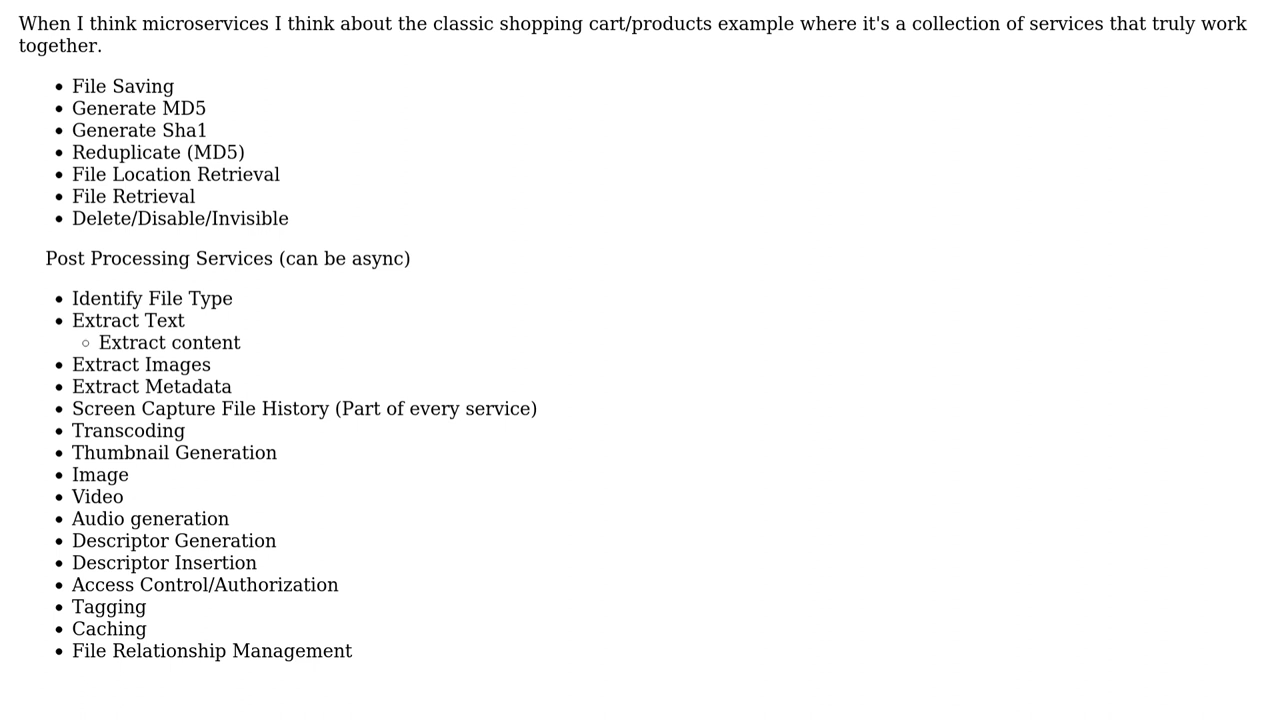 When I think microservices I think about the classic shopping cart/products example where it's a collection of services that truly work
together.
File Saving
Generate MD5
Generate Sha1
Reduplicate (MD5)
File Location Retrieval
File Retrieval
Delete/Disable/Invisible
Post Processing Services (can be async)
Identify File Type
Extract Text
Extract content
Extract Images
Extract Metadata
Screen Capture File History (Part of every service)
Transcoding
Thumbnail Generation
Image
Video
Audio generation
Descriptor Generation
Descriptor Insertion
Access Control/Authorization
Tagging
Caching
File Relationship Management